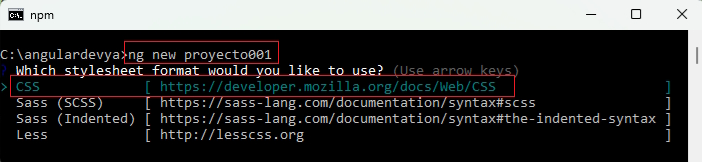 npm
C:\angulardevya>ng new proyecto001
? Which stylesheet format would you like to use? (Use arrow keys)
> CSS [ https://developer.mozilla.org/docs/Web/CSS ]
Sass (SCSS) [ https://sass-lang.com/documentation/syntax#scss ]
Sass (Indented) [ https://sass-lang.com/documentation/syntax#the-indented-syntax ]
Less [ http://lesscss.org ]